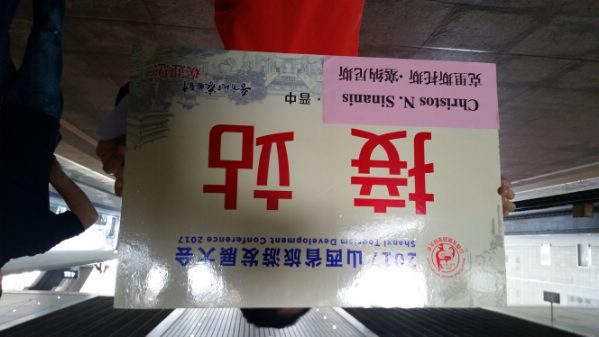 2017山西省旅游发展大会
Shanxi Tourism Development Conference 2017
接 站
Christos N. Sinanis
克里斯托斯·塞纳尼斯
·晋中
欢迎您